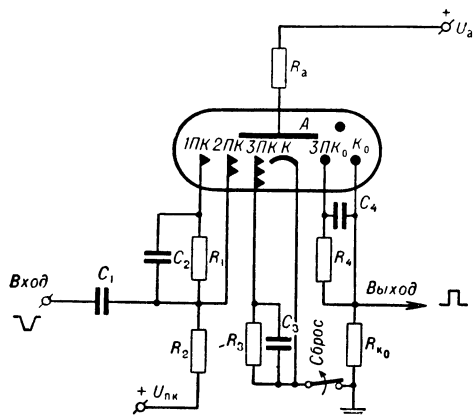 +
Uа
Rа
А
1ПК 2ПК 3ПК К 3ПК₀ К₀
C₄
C₂ R₁ R₄
Вход C₁ Выход
R₂ R₃ C₃ Сброс Rк₀
+ Uпк